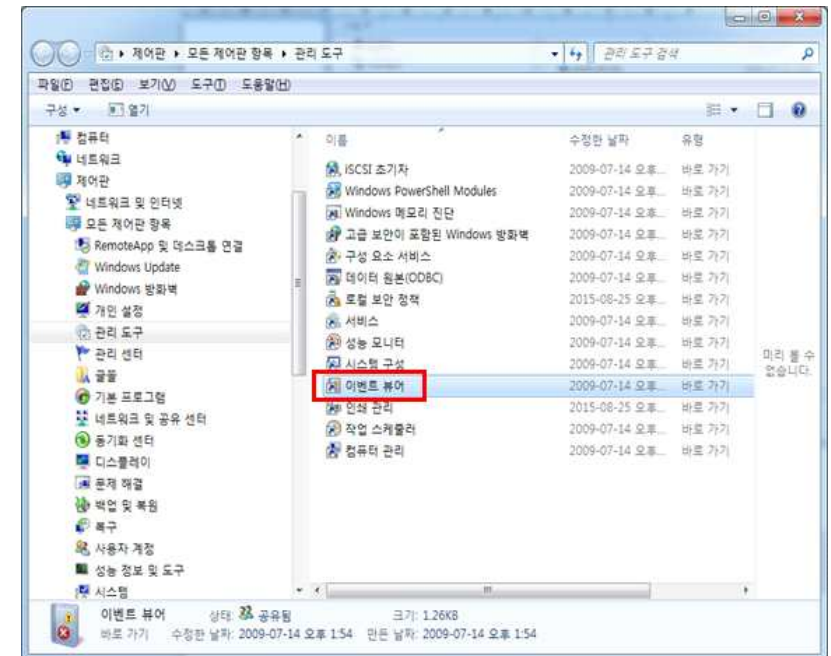 제어판 ▸ 모든 제어판 항목 ▸ 관리 도구
관리 도구 검색
파일(F) 편집(E) 보기(V) 도구(T) 도움말(H)
구성 열기
컴퓨터
네트워크
제어판
네트워크 및 인터넷
모든 제어판 항목
RemoteApp 및 데스크톱 연결
Windows Update
Windows 방화벽
개인 설정
관리 도구
관리 센터
글꼴
기본 프로그램
네트워크 및 공유 센터
동기화 센터
디스플레이
문제 해결
백업 및 복원
복구
사용자 계정
성능 정보 및 도구
시스템
이름 수정한 날짜 유형
iSCSI 초기자 2009-07-14 오후... 바로 가기
Windows PowerShell Modules 2009-07-14 오후... 바로 가기
Windows 메모리 진단 2009-07-14 오후... 바로 가기
고급 보안이 포함된 Windows 방화벽 2009-07-14 오후... 바로 가기
구성 요소 서비스 2009-07-14 오후... 바로 가기
데이터 원본(ODBC) 2009-07-14 오후... 바로 가기
로컬 보안 정책 2015-08-25 오후... 바로 가기
서비스 2009-07-14 오후... 바로 가기
성능 모니터 2009-07-14 오후... 바로 가기
시스템 구성 2009-07-14 오후... 바로 가기
이벤트 뷰어 2009-07-14 오후... 바로 가기
인쇄 관리 2015-08-25 오후... 바로 가기
작업 스케줄러 2009-07-14 오후... 바로 가기
컴퓨터 관리 2009-07-14 오후... 바로 가기
미리 볼 수
없습니다.
이벤트 뷰어 상태: 공유됨 크기: 1.26KB
바로 가기 수정한 날짜: 2009-07-14 오후 1:54 만든 날짜: 2009-07-14 오후 1:54